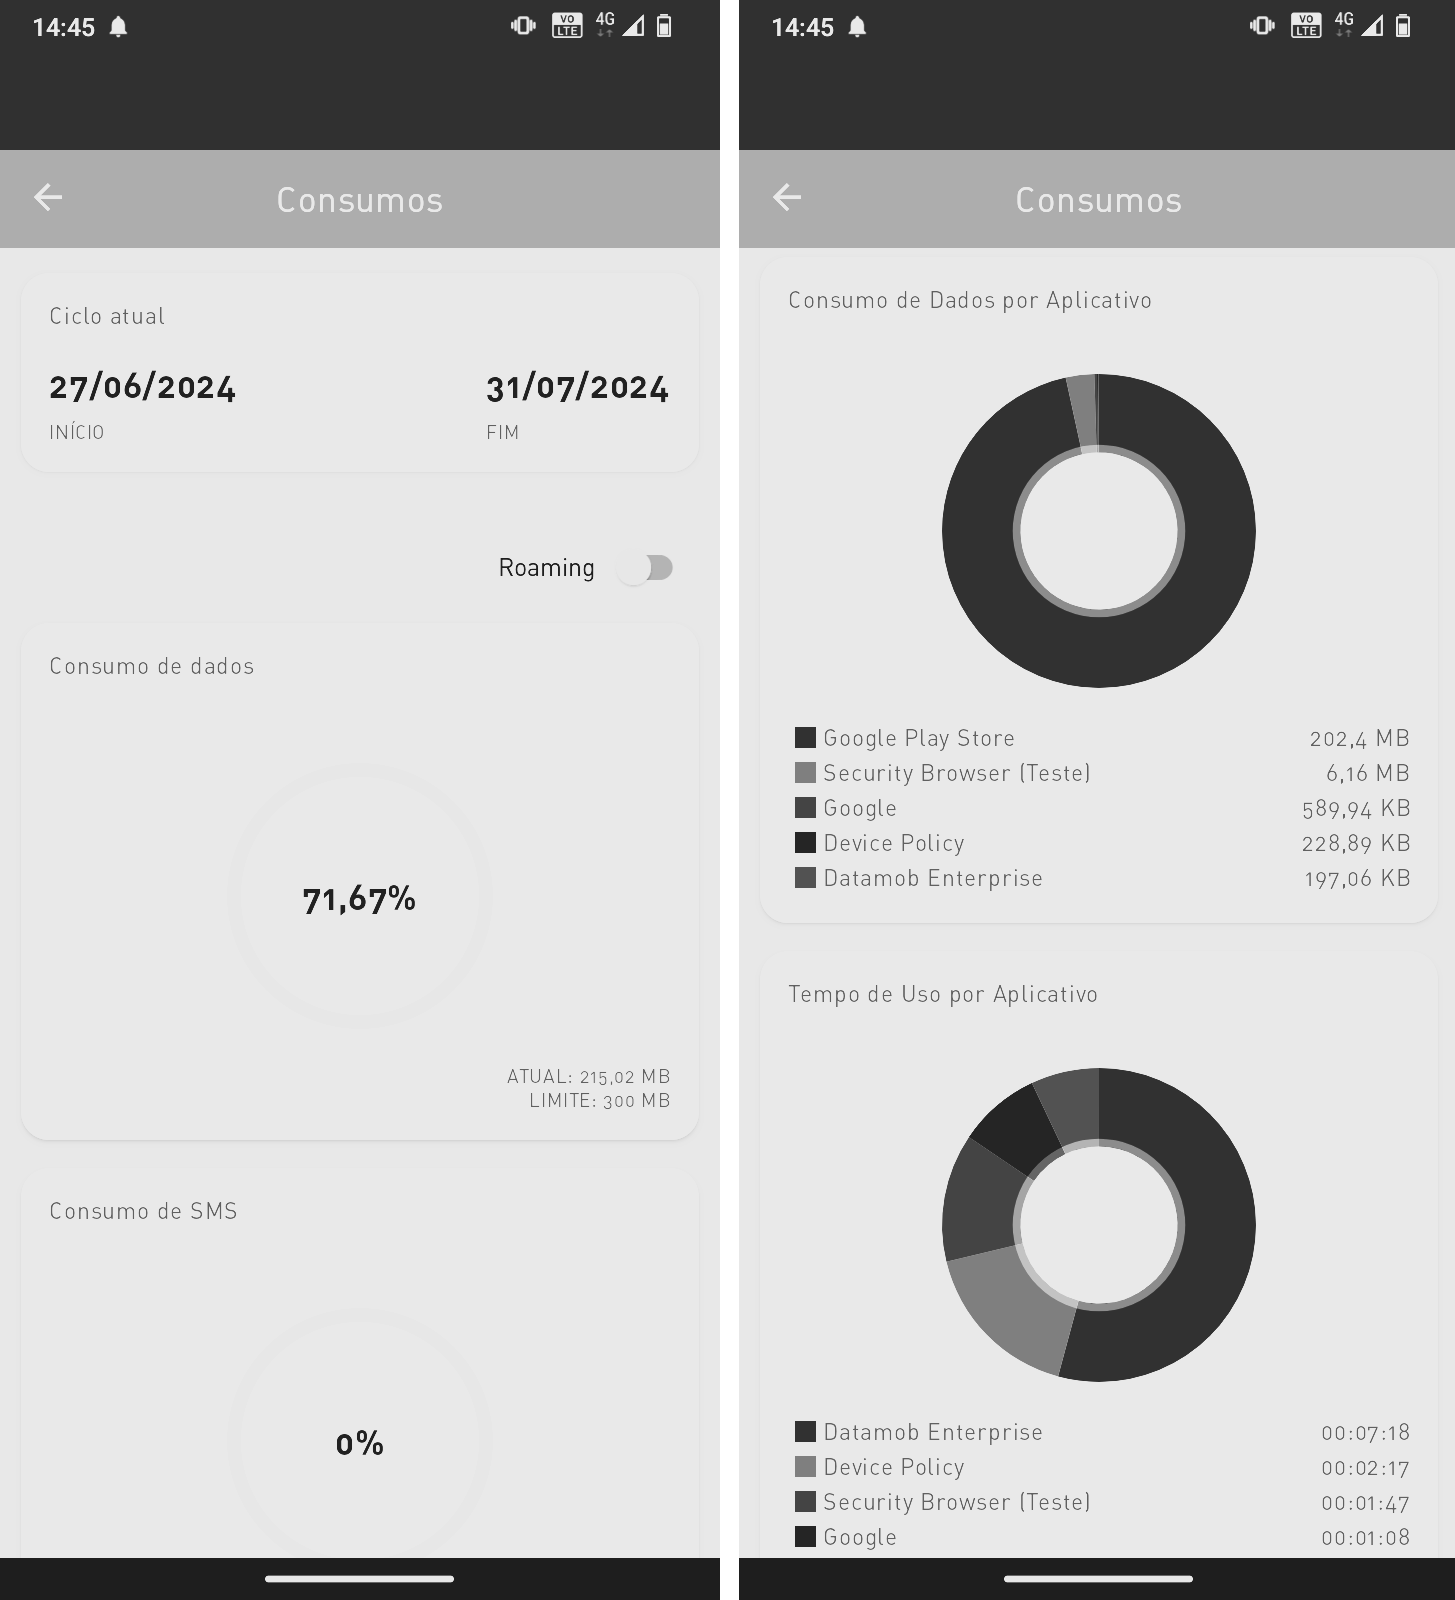 14:45
VO
LTE
4G
Consumos
Ciclo atual
27/06/2024
31/07/2024
INÍCIO
FIM
Roaming
Consumo de dados
71,67%
ATUAL: 215,02 MB
LIMITE: 300 MB
Consumo de SMS
0%
14:45
VO
LTE
4G
Consumos
Consumo de Dados por Aplicativo
Google Play Store 202,4 MB
Security Browser (Teste) 6,16 MB
Google 589,94 KB
Device Policy 228,89 KB
Datamob Enterprise 197,06 KB
Tempo de Uso por Aplicativo
Datamob Enterprise 00:07:18
Device Policy 00:02:17
Security Browser (Teste) 00:01:47
Google 00:01:08